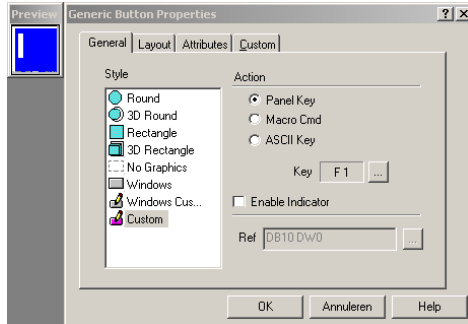 Preview
Generic Button Properties
General Layout Attributes Custom
Style
Round
3D Round
Rectangle
3D Rectangle
No Graphics
Windows
Windows Cus...
Custom
Action
Panel Key
Macro Cmd
ASCII Key
Key F 1 ...
Enable Indicator
Ref DB10 DW0 ...
OK Annuleren Help